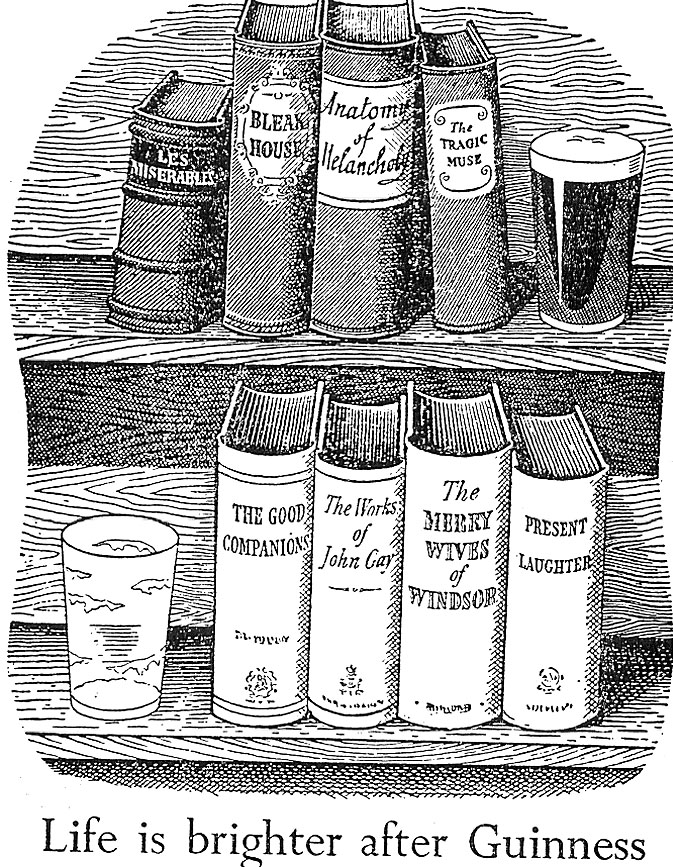 LES
MISERABLES
BLEAK
HOUSE
Anatomy
of
Melancholy
The
TRAGIC
MUSE
THE GOOD
COMPANIONS
The Works
of
John Gay
The
MERRY
WIVES
of
WINDSOR
PRESENT
LAUGHTER
Life is brighter after Guinness